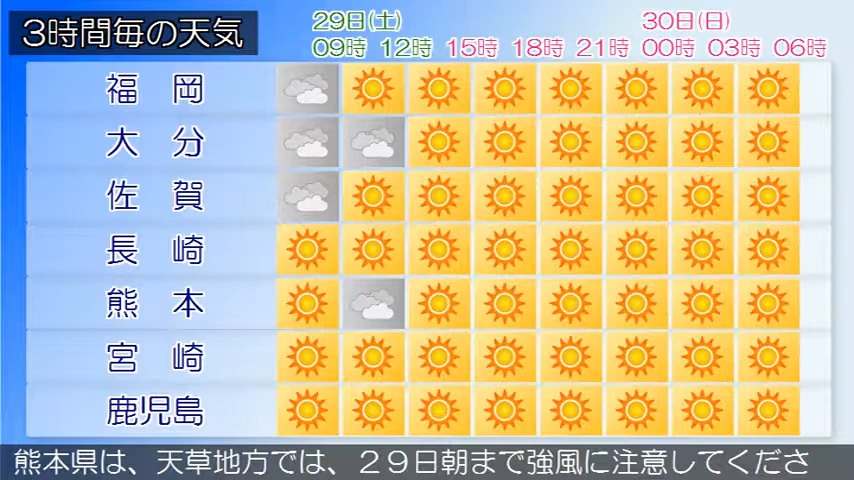 3時間毎の天気
29日(土) 30日(日)
09時 12時 15時 18時 21時 00時 03時 06時
福 岡
大 分
佐 賀
長 崎
熊 本
宮 崎
鹿児島
熊本県は、天草地方では、29日朝まで強風に注意してくださ